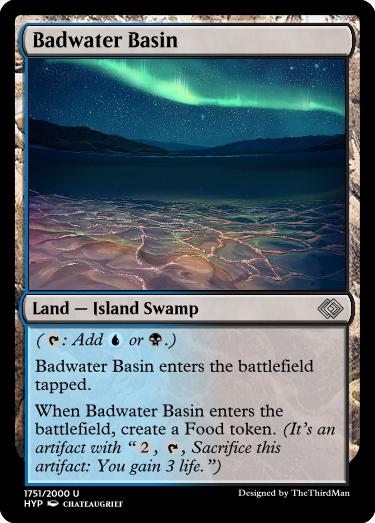 Badwater Basin
Land — Island Swamp
( : Add or .)
Badwater Basin enters the battlefield
tapped.
When Badwater Basin enters the
battlefield, create a Food token. (It's an
artifact with “2, , Sacrifice this
artifact: You gain 3 life.”)
1751/2000 U
HYP CHATEAUGRIEF
Designed by TheThirdMan